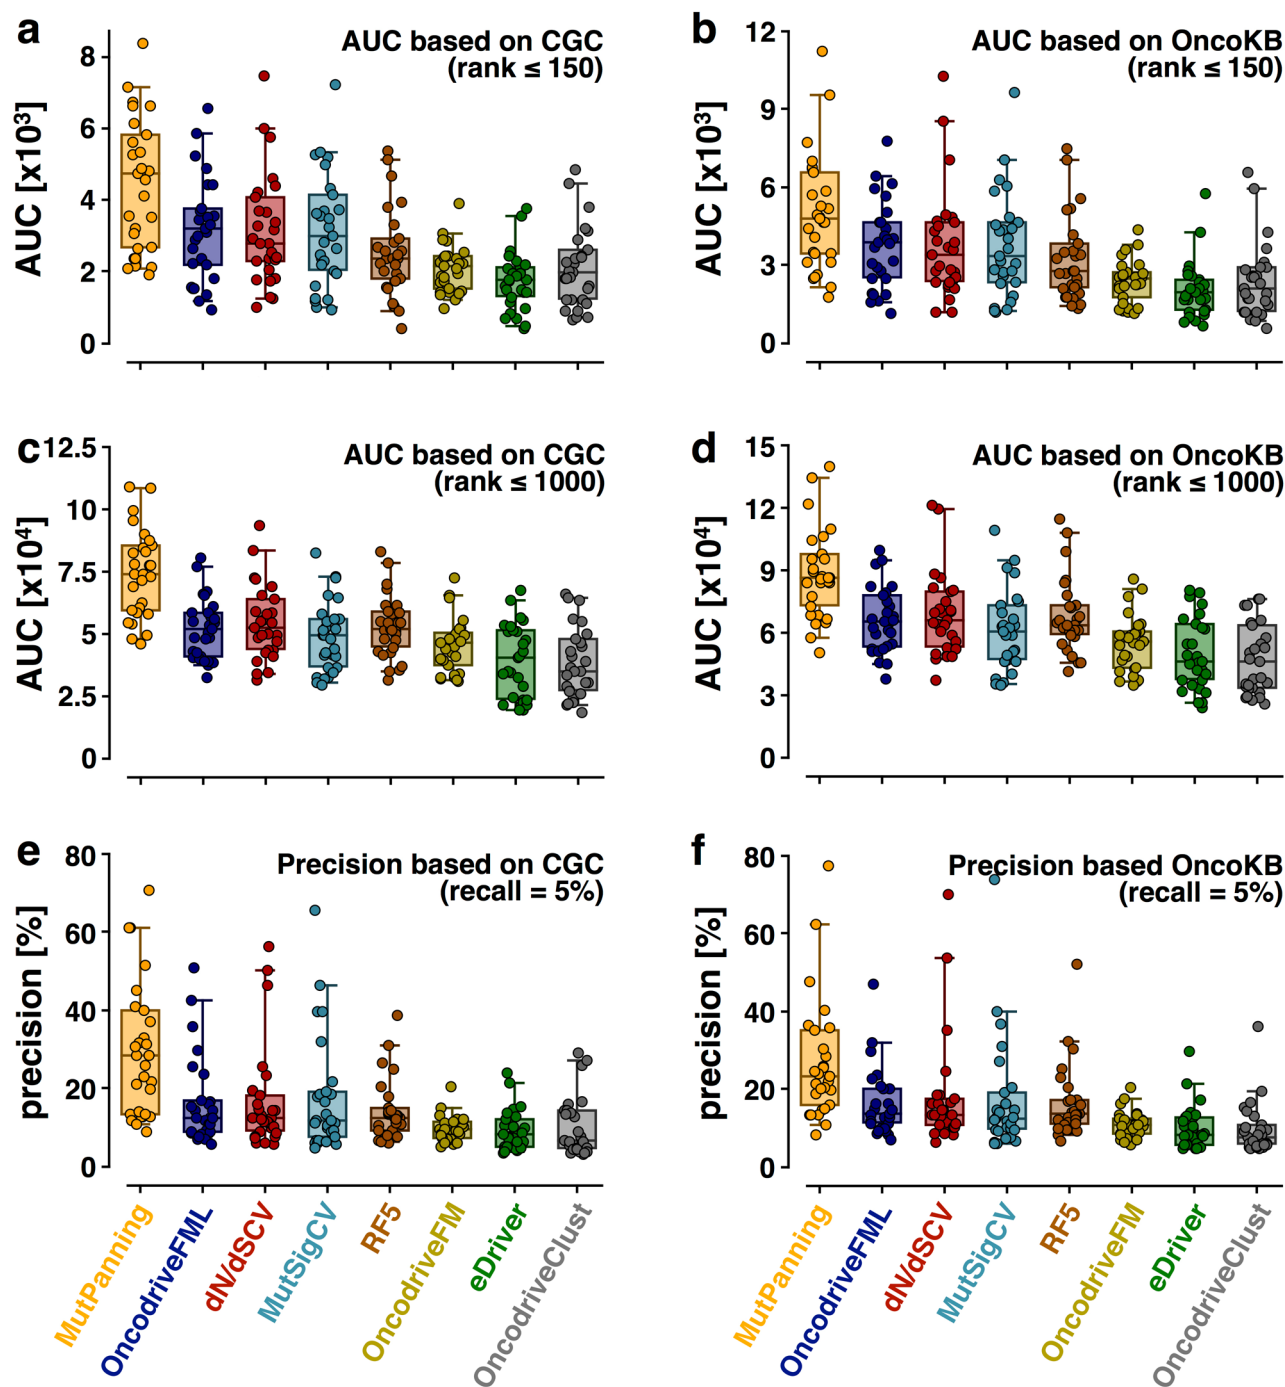 a
AUC based on CGC
(rank ≤ 150)
AUC [x10³]
8
6
4
2
0
b
AUC based on OncoKB
(rank ≤ 150)
AUC [x10³]
12
9
6
3
0
c
AUC based on CGC
(rank ≤ 1000)
AUC [x10⁴]
12.5
10
7.5
5
2.5
0
d
AUC based on OncoKB
(rank ≤ 1000)
AUC [x10⁴]
15
12
9
6
3
0
e
Precision based on CGC
(recall = 5%)
precision [%]
80
60
40
20
0
f
Precision based OncoKB
(recall = 5%)
precision [%]
80
60
40
20
0
MutPanning
OncodriveFML
dN/dSCV
MutSigCV
RF5
OncodriveFM
eDriver
OncodriveClust
MutPanning
OncodriveFML
dN/dSCV
MutSigCV
RF5
OncodriveFM
eDriver
OncodriveClust